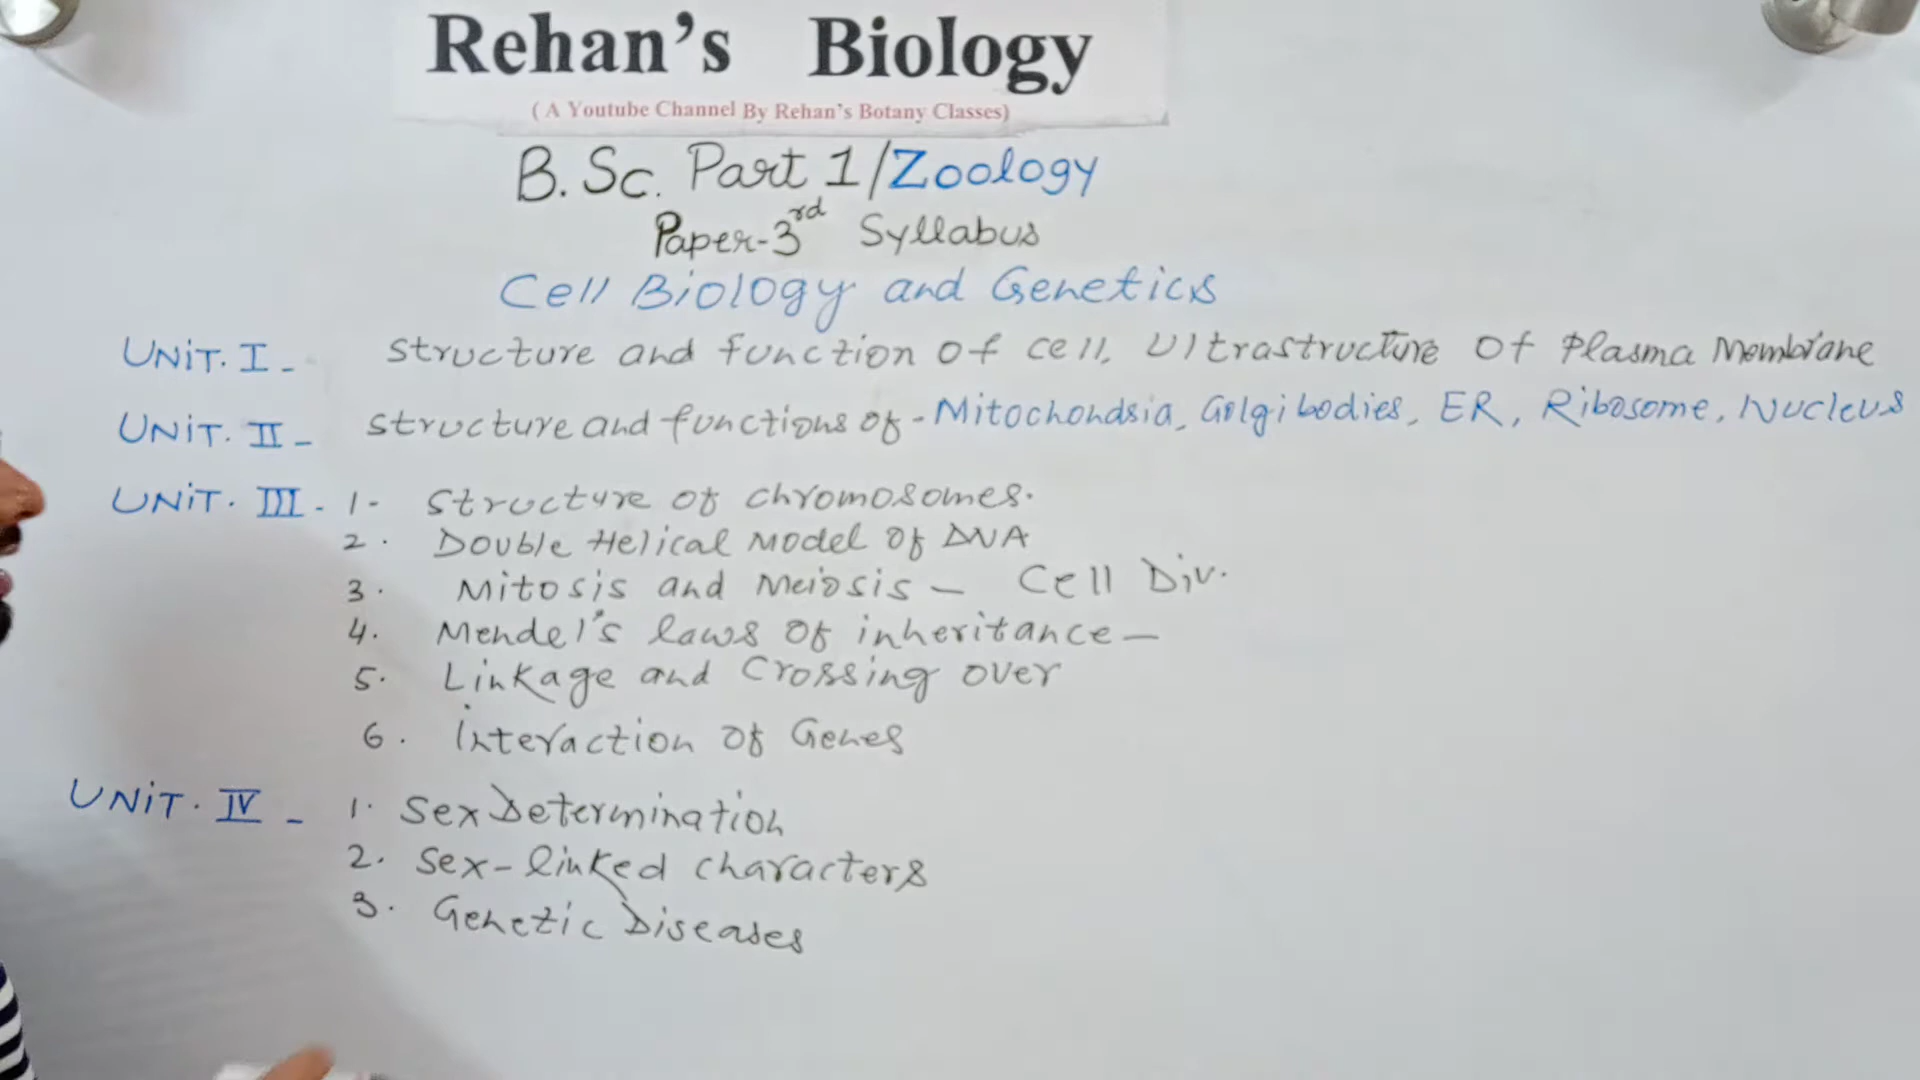 Rehan's Biology
( A Youtube Channel By Rehan's Botany Classes)
B.Sc. Part 1/Zoology
Paper-3rd Syllabus
Cell Biology and Genetics
UNIT. I - Structure and function of cell, Ultrastructure of Plasma Membrane
UNIT. II - Structure and functions of - Mitochondsia, Golgi bodies, ER, Ribosome, Nucleus
UNIT. III - 1- Structure of chromosomes.
2. Double Helical Model of DNA
3. Mitosis and Meiosis - Cell Div.
4. Mendel's laws of inheritance -
5. Linkage and Crossing over
6. Interaction of Genes
UNIT. IV - 1. Sex Determination
2. Sex-linked characters
3. Genetic Diseases